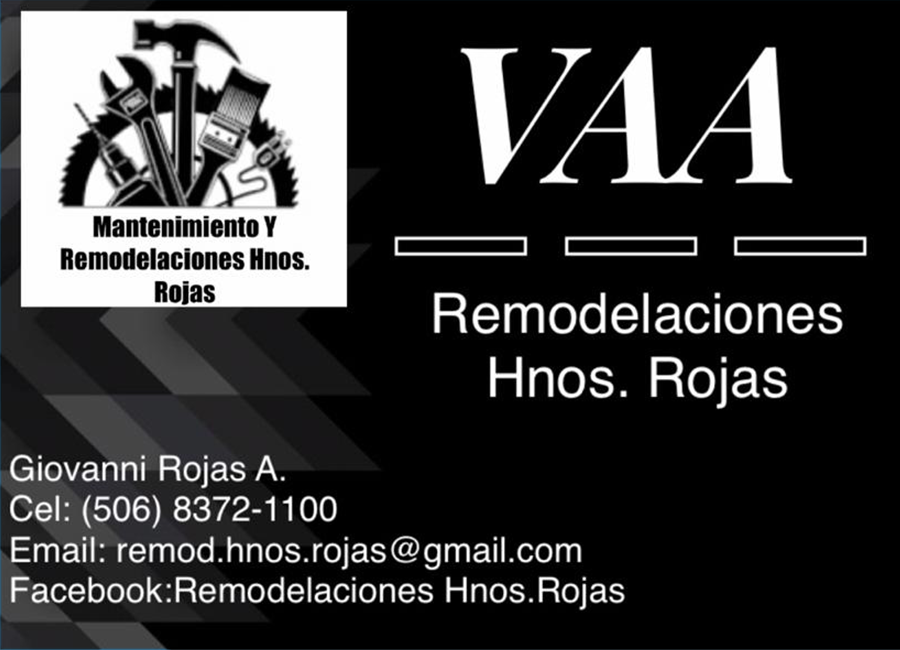 Mantenimiento Y
Remodelaciones Hnos.
Rojas
VAA
Remodelaciones
Hnos. Rojas
Giovanni Rojas A.
Cel: (506) 8372-1100
Email: remod.hnos.rojas@gmail.com
Facebook:Remodelaciones Hnos.Rojas